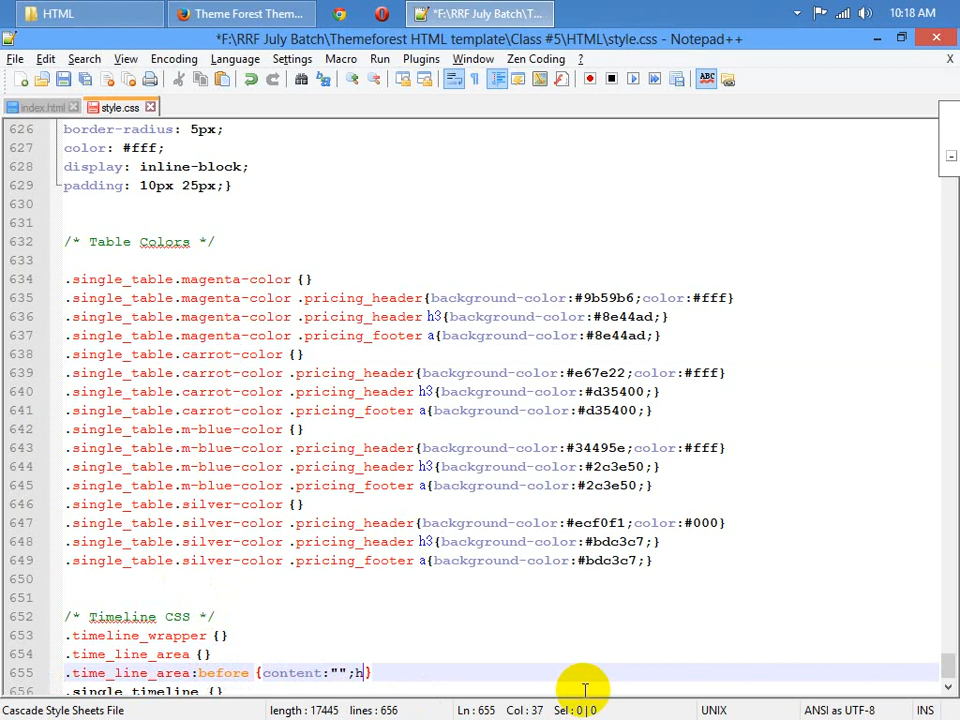 HTML
Theme Forest Them...
*F:\RRF July Batch\T...
10:18 AM
*F:\RRF July Batch\Themeforest HTML template\Class #5\HTML\style.css - Notepad++
File Edit Search View Encoding Language Settings Macro Run Plugins Window Zen Coding ? X
index.html style.css
626 border-radius: 5px;
627 color: #fff;
628 display: inline-block;
629 padding: 10px 25px;}
630
631
632 /* Table Colors */
633
634 .single_table.magenta-color {}
635 .single_table.magenta-color .pricing_header{background-color:#9b59b6;color:#fff}
636 .single_table.magenta-color .pricing_header h3{background-color:#8e44ad;}
637 .single_table.magenta-color .pricing_footer a{background-color:#8e44ad;}
638 .single_table.carrot-color {}
639 .single_table.carrot-color .pricing_header{background-color:#e67e22;color:#fff}
640 .single_table.carrot-color .pricing_header h3{background-color:#d35400;}
641 .single_table.carrot-color .pricing_footer a{background-color:#d35400;}
642 .single_table.m-blue-color {}
643 .single_table.m-blue-color .pricing_header{background-color:#34495e;color:#fff}
644 .single_table.m-blue-color .pricing_header h3{background-color:#2c3e50;}
645 .single_table.m-blue-color .pricing_footer a{background-color:#2c3e50;}
646 .single_table.silver-color {}
647 .single_table.silver-color .pricing_header{background-color:#ecf0f1;color:#000}
648 .single_table.silver-color .pricing_header h3{background-color:#bdc3c7;}
649 .single_table.silver-color .pricing_footer a{background-color:#bdc3c7;}
650
651
652 /* Timeline CSS */
653 .timeline_wrapper {}
654 .time_line_area {}
655 .time_line_area:before {content:"";h}
656 .single_timeline {}
Cascade Style Sheets File length : 17445 lines : 656 Ln : 655 Col : 37 Sel : 0 | 0 UNIX ANSI as UTF-8 INS